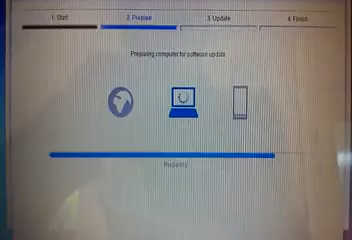 1. Start
2. Prepare
3. Update
4. Finish
Preparing computer for software update
Preparing